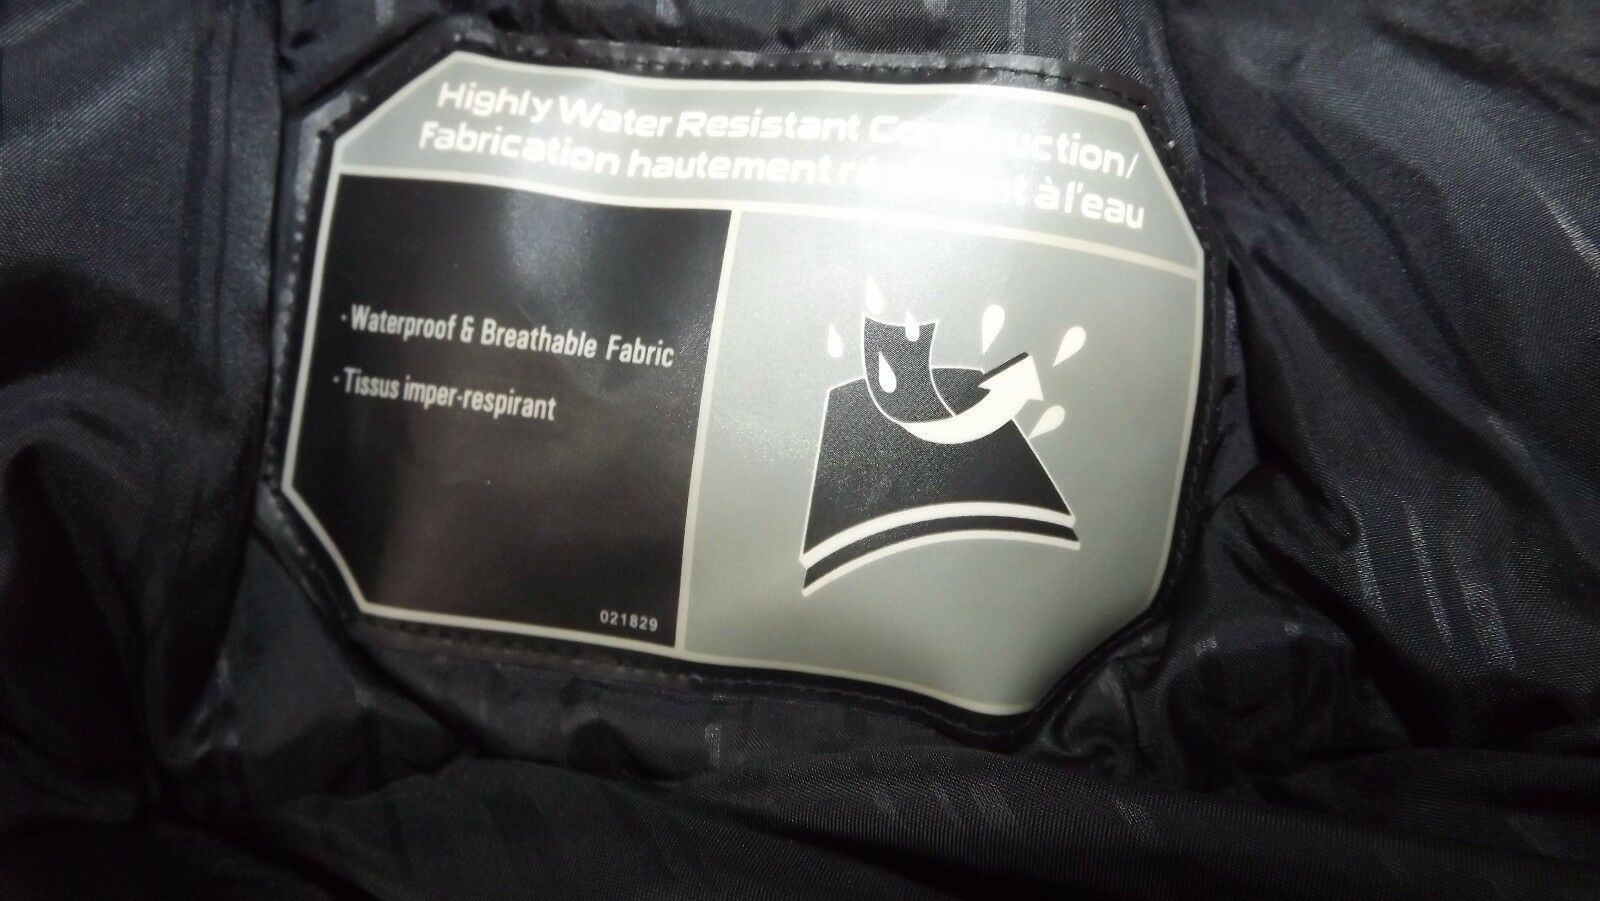 Highly Water Resistant Construction/
Fabrication hautement résistant à l'eau
· Waterproof & Breathable Fabric
· Tissus imper-respirant
021829